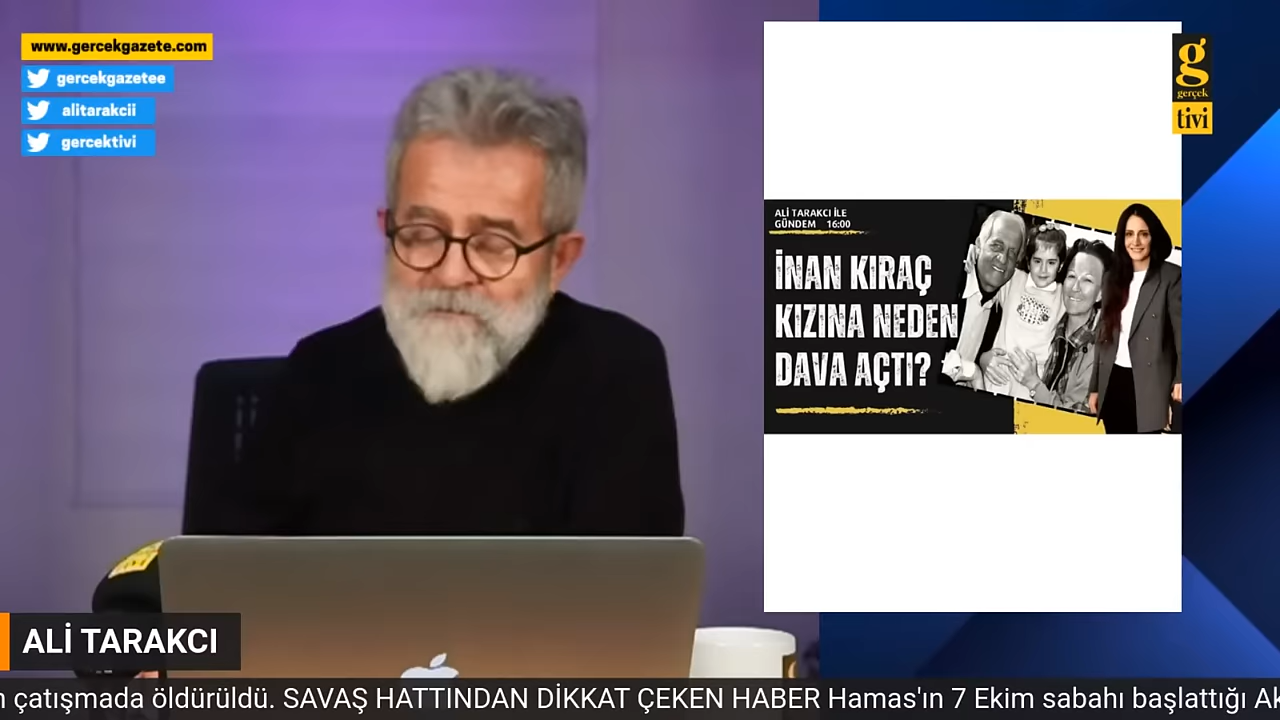 www.gercekgazete.com
gercekgazetee
alitarakcii
gercektivi
g
gerçek
tivi
ALİ TARAKCI İLE
GÜNDEM 16:00
İNAN KIRAÇ
KIZINA NEDEN
DAVA AÇTI?
ALİ TARAKCI
çatışmada öldürüldü. SAVAŞ HATTINDAN DİKKAT ÇEKEN HABER Hamas'ın 7 Ekim sabahı başlattığı